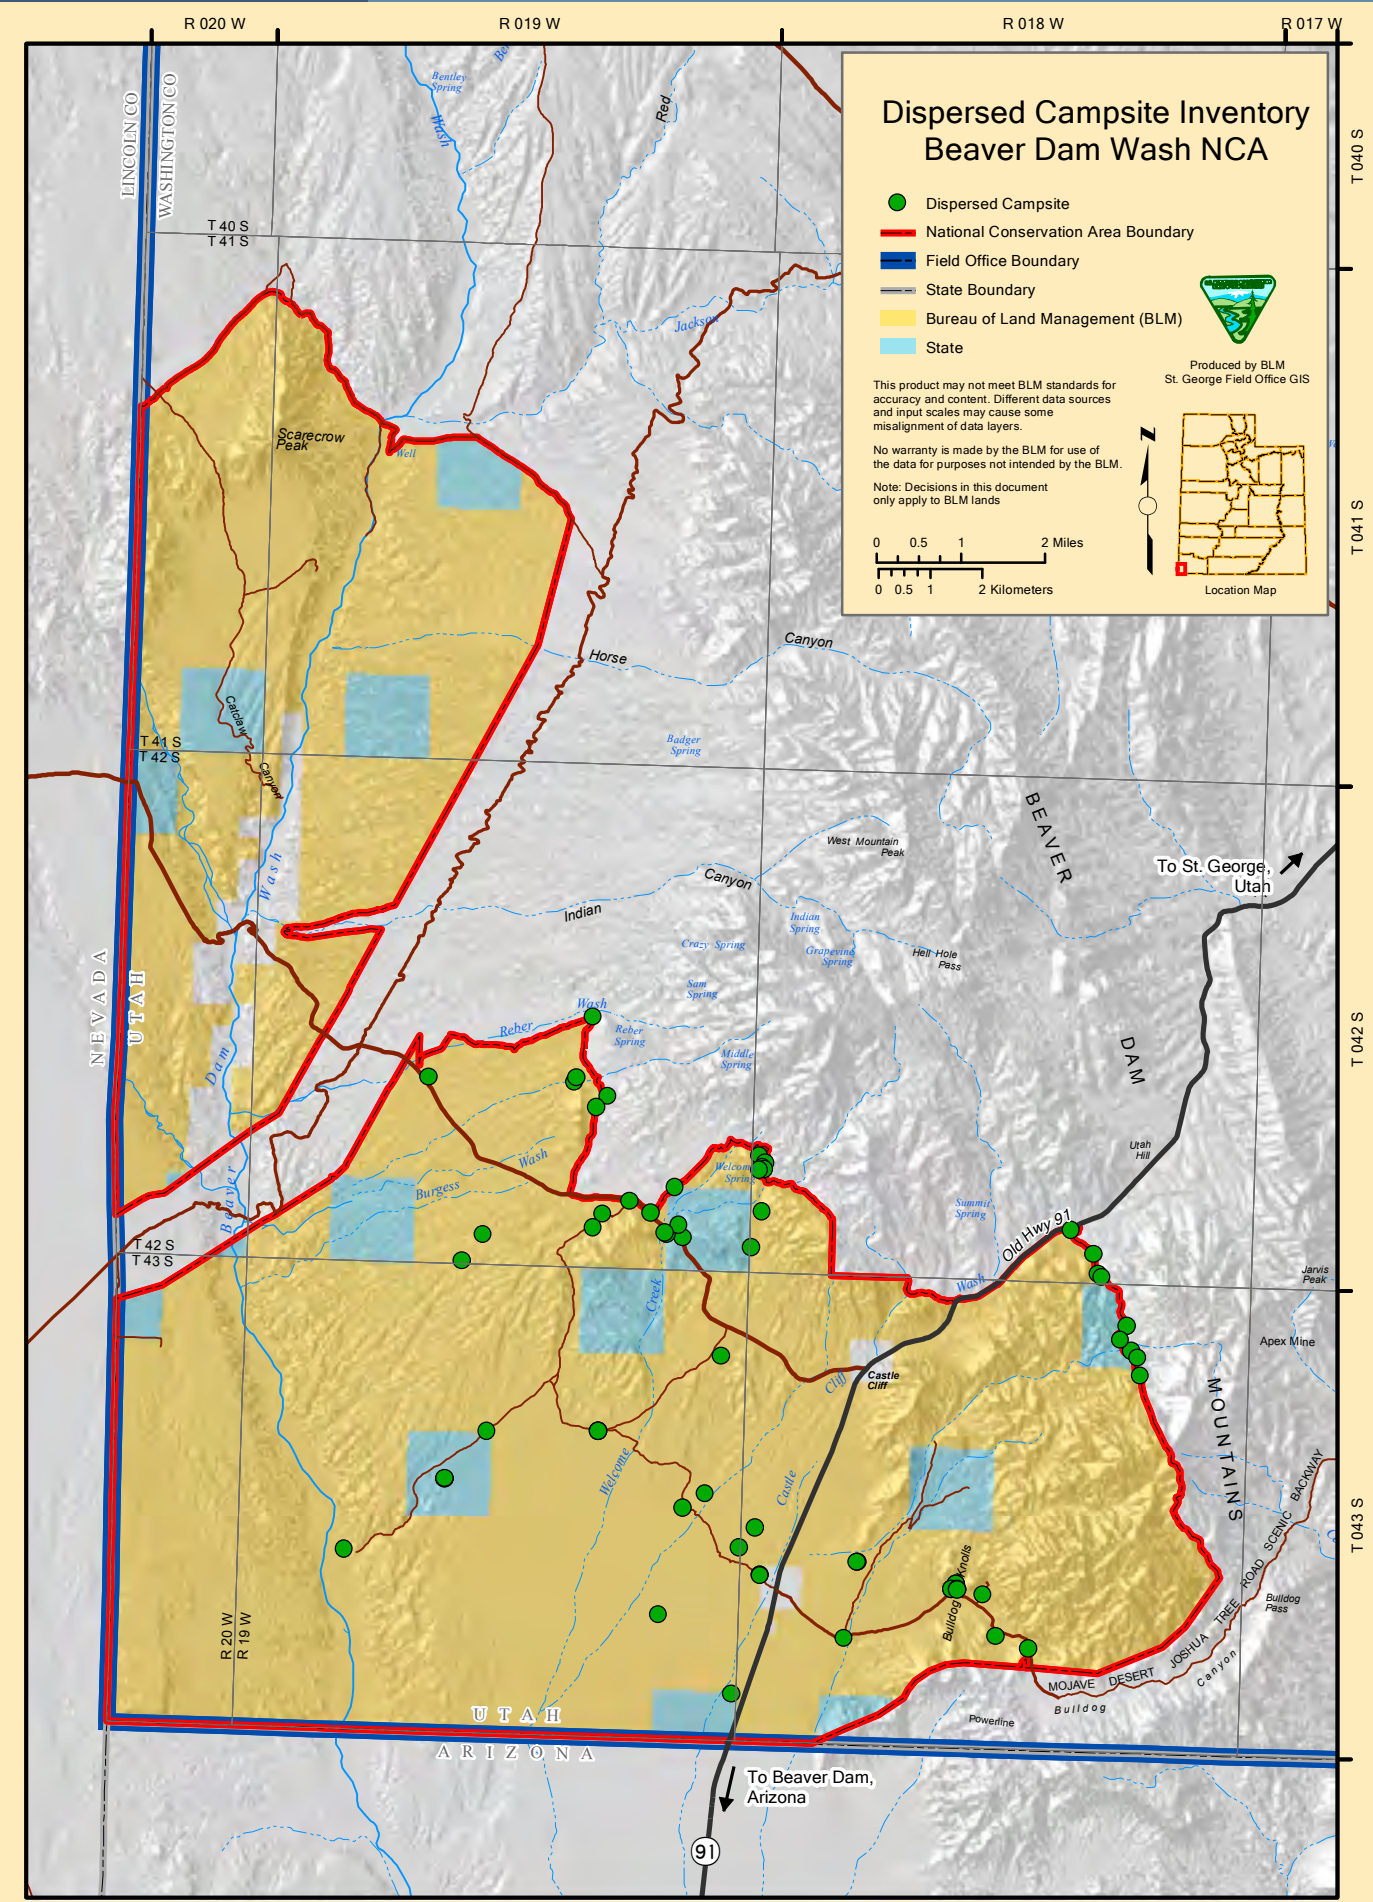 R 020 W
R 019 W
R 018 W
R 017 W
Dispersed Campsite Inventory
Beaver Dam Wash NCA
Dispersed Campsite
National Conservation Area Boundary
Field Office Boundary
State Boundary
Bureau of Land Management (BLM)
State
Produced by BLM
St. George Field Office GIS
This product may not meet BLM standards for
accuracy and content. Different data sources
and input scales may cause some
misalignment of data layers.
No warranty is made by the BLM for use of
the data for purposes not intended by the BLM.
Note: Decisions in this document
only apply to BLM lands
0 0.5 1 2 Miles
0 0.5 1 2 Kilometers
Z
Location Map
T 040 S
T 041 S
T 042 S
T 043 S
LINCOLN CO
WASHINGTON CO
Bentley
Spring
Wash
Red
T 40 S
T 41 S
Jackson
Scarecrow
Peak
Well
Horse
Canyon
Catclaw
Canyon
T 41 S
T 42 S
Badger
Spring
BEAVER
West Mountain
Peak
To St. George,
Utah
Wash
Canyon
Indian
Indian
Spring
Crazy Spring
Grapevine
Spring
Hell Hole
Pass
Sam
Spring
NEVADA
UTAH
Wash
Reber
Reber
Spring
Middle
Spring
DAM
Dam
Utah
Hill
Wash
Burgess
Welcome
Spring
Summit
Spring
Beaver
Old Hwy 91
T 42 S
T 43 S
Wash
Jarvis
Peak
Creek
Apex Mine
Castle
Cliff
Cliff
MOUNTAINS
Welcome
Castle
JOSHUA TREE ROAD SCENIC BACKWAY
Knolls
Bulldog
Bulldog
Pass
R 20 W
R 19 W
MOJAVE DESERT
Canyon
Bulldog
Powerline
UTAH
ARIZONA
To Beaver Dam,
Arizona
91